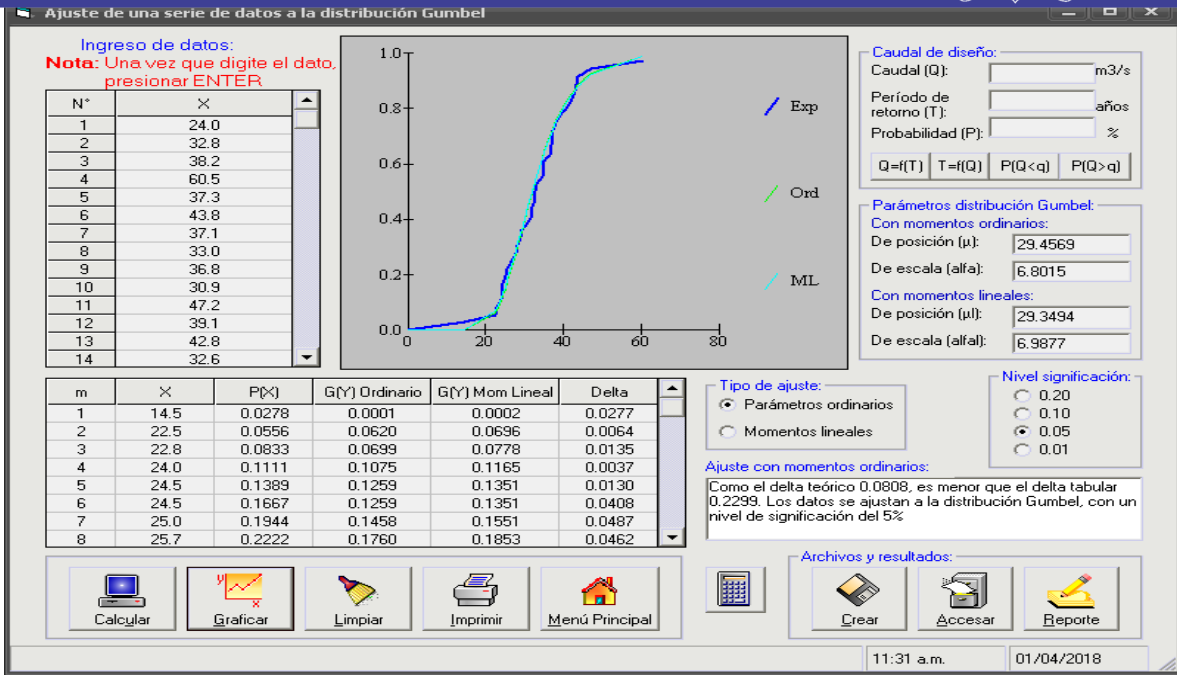 Ajuste de una serie de datos a la distribución Gumbel
Ingreso de datos:
Nota: Una vez que digite el dato,
presionar ENTER
N° X
1 24.0
2 32.8
3 38.2
4 60.5
5 37.3
6 43.8
7 37.1
8 33.0
9 36.8
10 30.9
11 47.2
12 39.1
13 42.8
14 32.6
1.0
0.8
0.6
0.4
0.2
0.0
0 20 40 60 80
Exp
Ord
ML
Caudal de diseño:
Caudal (Q): m3/s
Período de
retorno (T): años
Probabilidad (P): %
Q=f(T) T=f(Q) P(Q<q) P(Q>q)
Parámetros distribución Gumbel:
Con momentos ordinarios:
De posición (µ): 29.4569
De escala (alfa): 6.8015
Con momentos lineales:
De posición (µl): 29.3494
De escala (alfal): 6.9877
m X P(X) G(Y) Ordinario G(Y) Mom Lineal Delta
1 14.5 0.0278 0.0001 0.0002 0.0277
2 22.5 0.0556 0.0620 0.0696 0.0064
3 22.8 0.0833 0.0699 0.0778 0.0135
4 24.0 0.1111 0.1075 0.1165 0.0037
5 24.5 0.1389 0.1259 0.1351 0.0130
6 24.5 0.1667 0.1259 0.1351 0.0408
7 25.0 0.1944 0.1458 0.1551 0.0487
8 25.7 0.2222 0.1760 0.1853 0.0462
Tipo de ajuste:
Parámetros ordinarios
Momentos lineales
Nivel significación:
0.20
0.10
0.05
0.01
Ajuste con momentos ordinarios:
Como el delta teórico 0.0808, es menor que el delta tabular
0.2299. Los datos se ajustan a la distribución Gumbel, con un
nivel de significación del 5%
Calcular
y
x
Graficar
Limpiar
Imprimir
Menú Principal
Archivos y resultados:
Crear
Accesar
Reporte
11:31 a.m. 01/04/2018